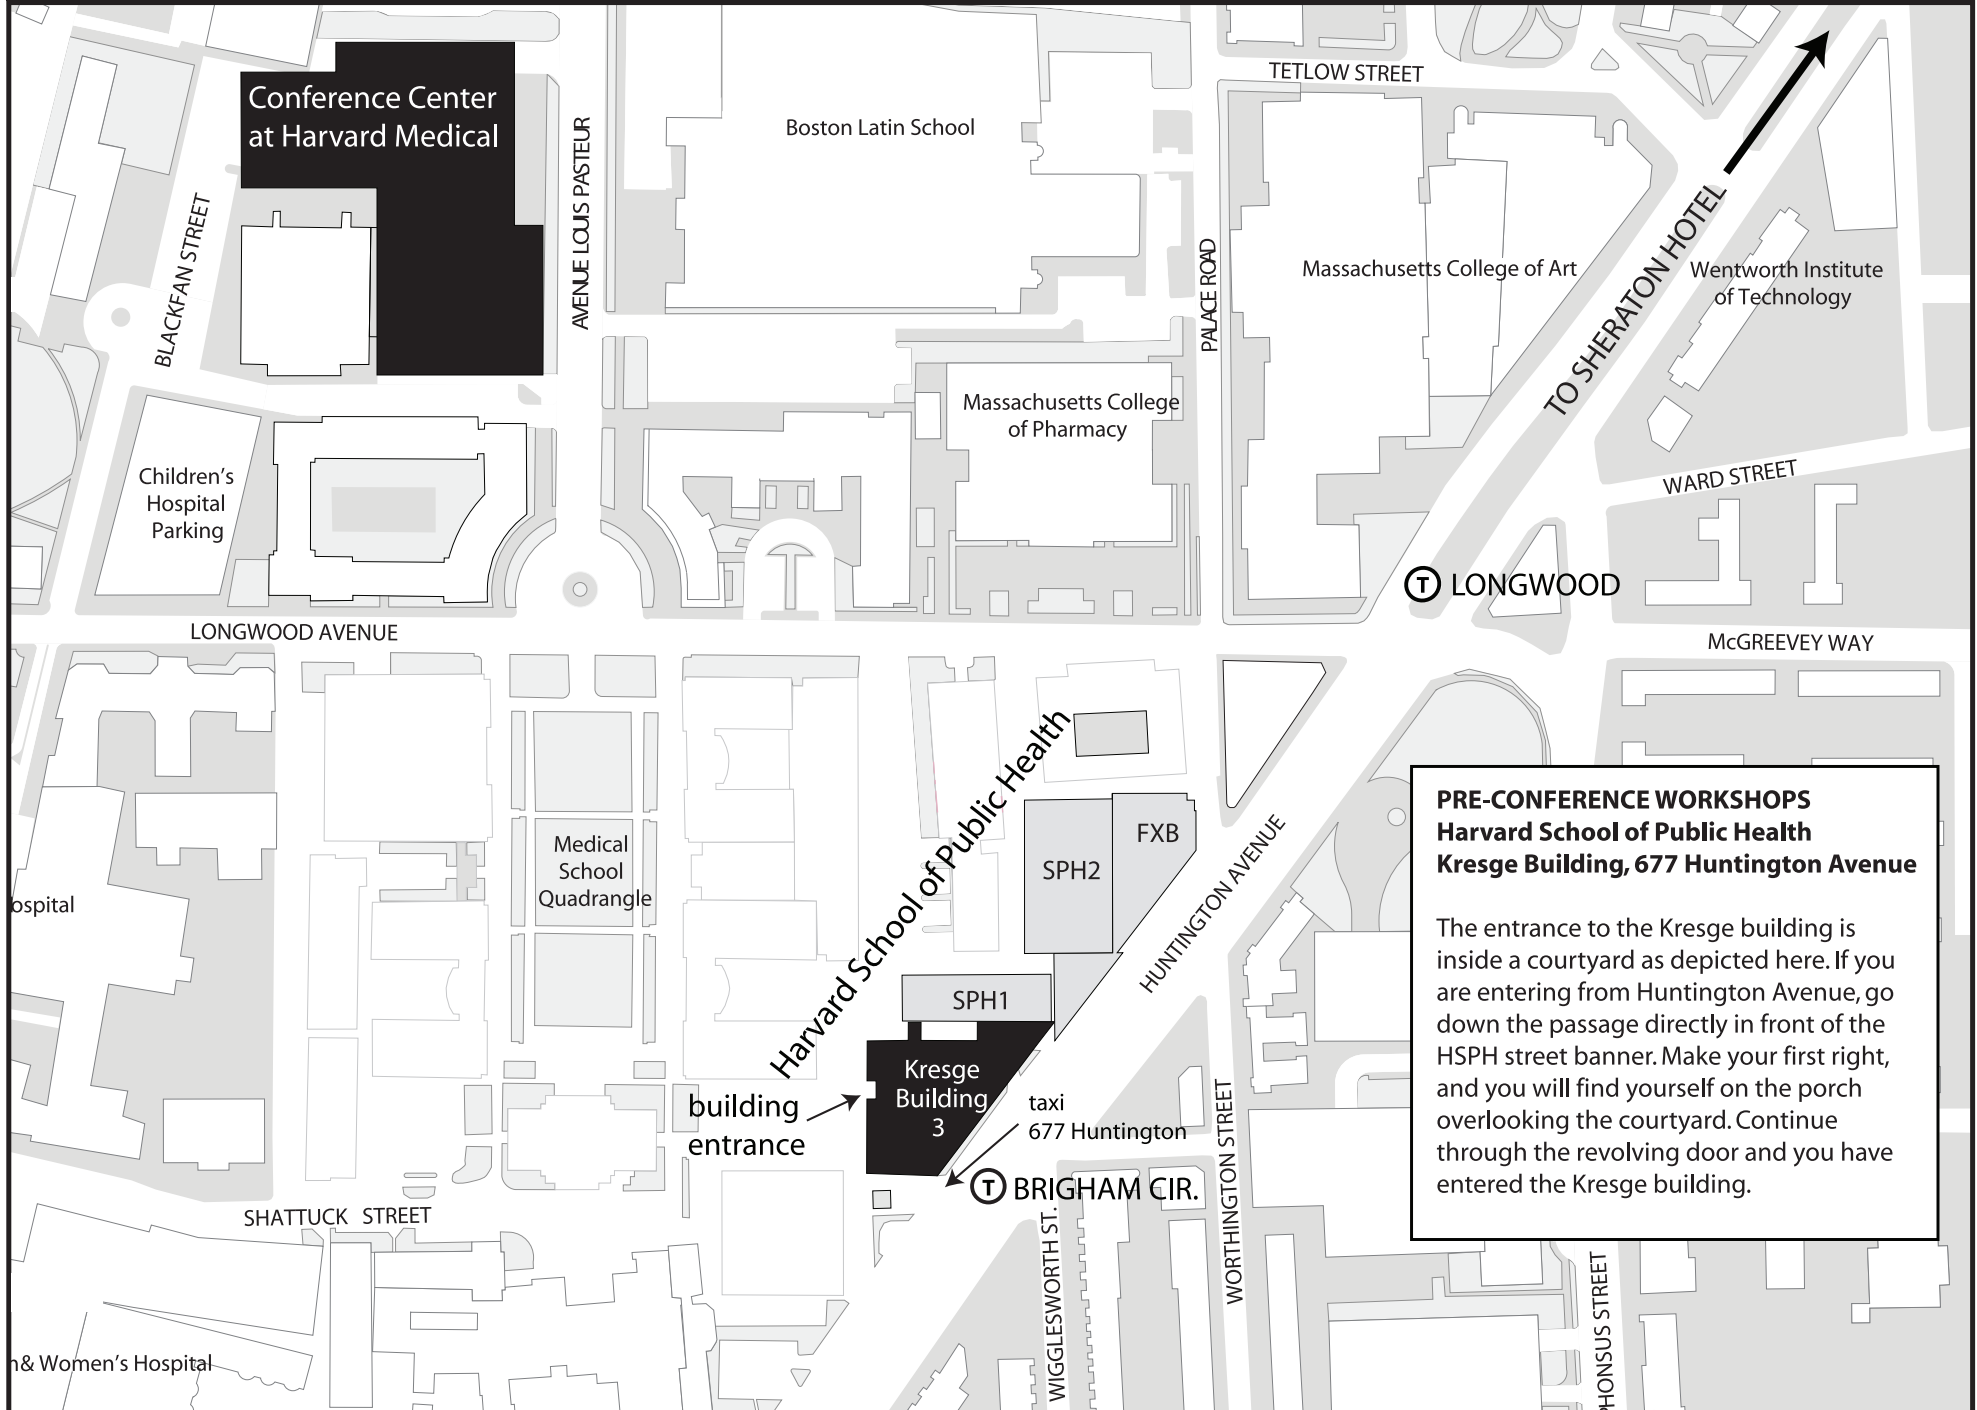 Conference Center
at Harvard Medical
Boston Latin School
TETLOW STREET
AVENUE LOUIS PASTEUR
BLACKFAN STREET
PALACE ROAD
Massachusetts College of Art
TO SHERATON HOTEL
Wentworth Institute
of Technology
Massachusetts College
of Pharmacy
Children's
Hospital
Parking
WARD STREET
T LONGWOOD
LONGWOOD AVENUE
McGREEVEY WAY
Harvard School of Public Health
FXB
SPH2
HUNTINGTON AVENUE
Medical
School
Quadrangle
ospital
SPH1
Kresge
Building
3
building
entrance
taxi
677 Huntington
T BRIGHAM CIR.
WORTHINGTON STREET
WIGGLESWORTH ST.
SHATTUCK STREET
PHONSUS STREET
& Women's Hospital
PRE-CONFERENCE WORKSHOPS
Harvard School of Public Health
Kresge Building, 677 Huntington Avenue
The entrance to the Kresge building is
inside a courtyard as depicted here. If you
are entering from Huntington Avenue, go
down the passage directly in front of the
HSPH street banner. Make your first right,
and you will find yourself on the porch
overlooking the courtyard. Continue
through the revolving door and you have
entered the Kresge building.